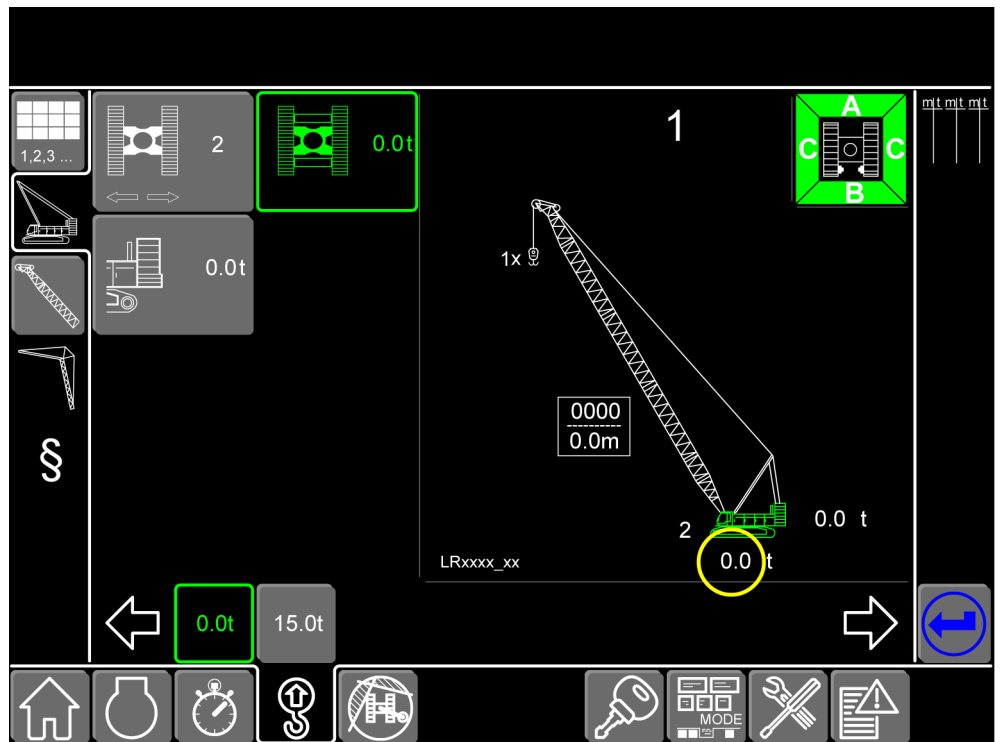 1,2,3 ...
2
0.0t
0.0t
§
1
A
C
C
B
m|t m|t m|t
1x
0000
0.0m
2
0.0 t
0.0 t
LRxxxx_xx
0.0t
15.0t
MODE